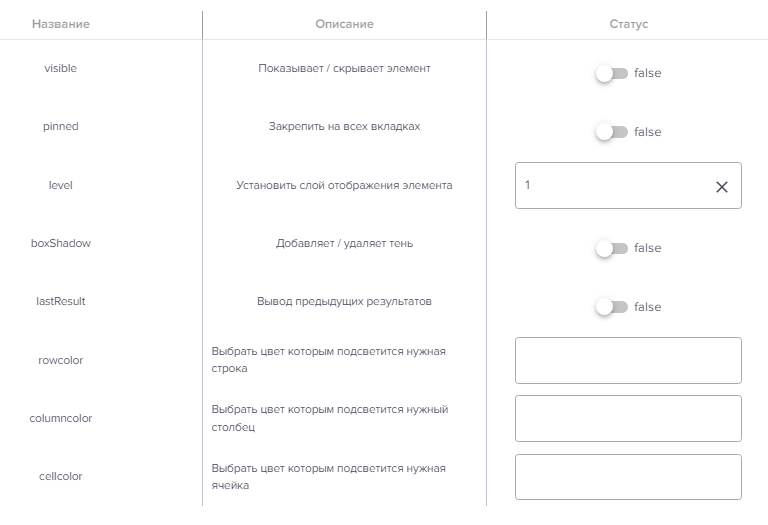 Название Описание Статус
visible Показывает / скрывает элемент false
pinned Закрепить на всех вкладках false
level Установить слой отображения элемента 1
boxShadow Добавляет / удаляет тень false
lastResult Вывод предыдущих результатов false
rowcolor Выбрать цвет которым подсветится нужная
строка
columncolor Выбрать цвет которым подсветится нужный
столбец
cellcolor Выбрать цвет которым подсветится нужная
ячейка